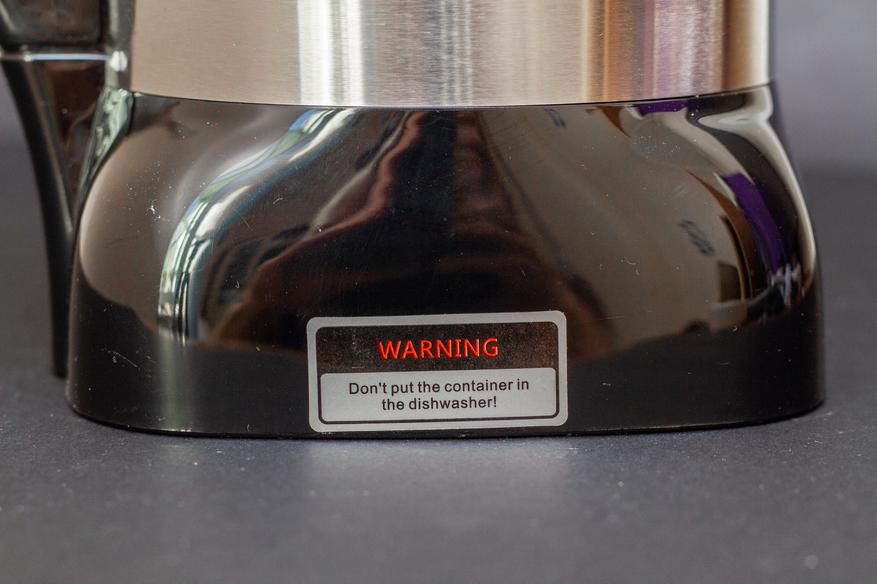 WARNING
Don't put the container in
the dishwasher!